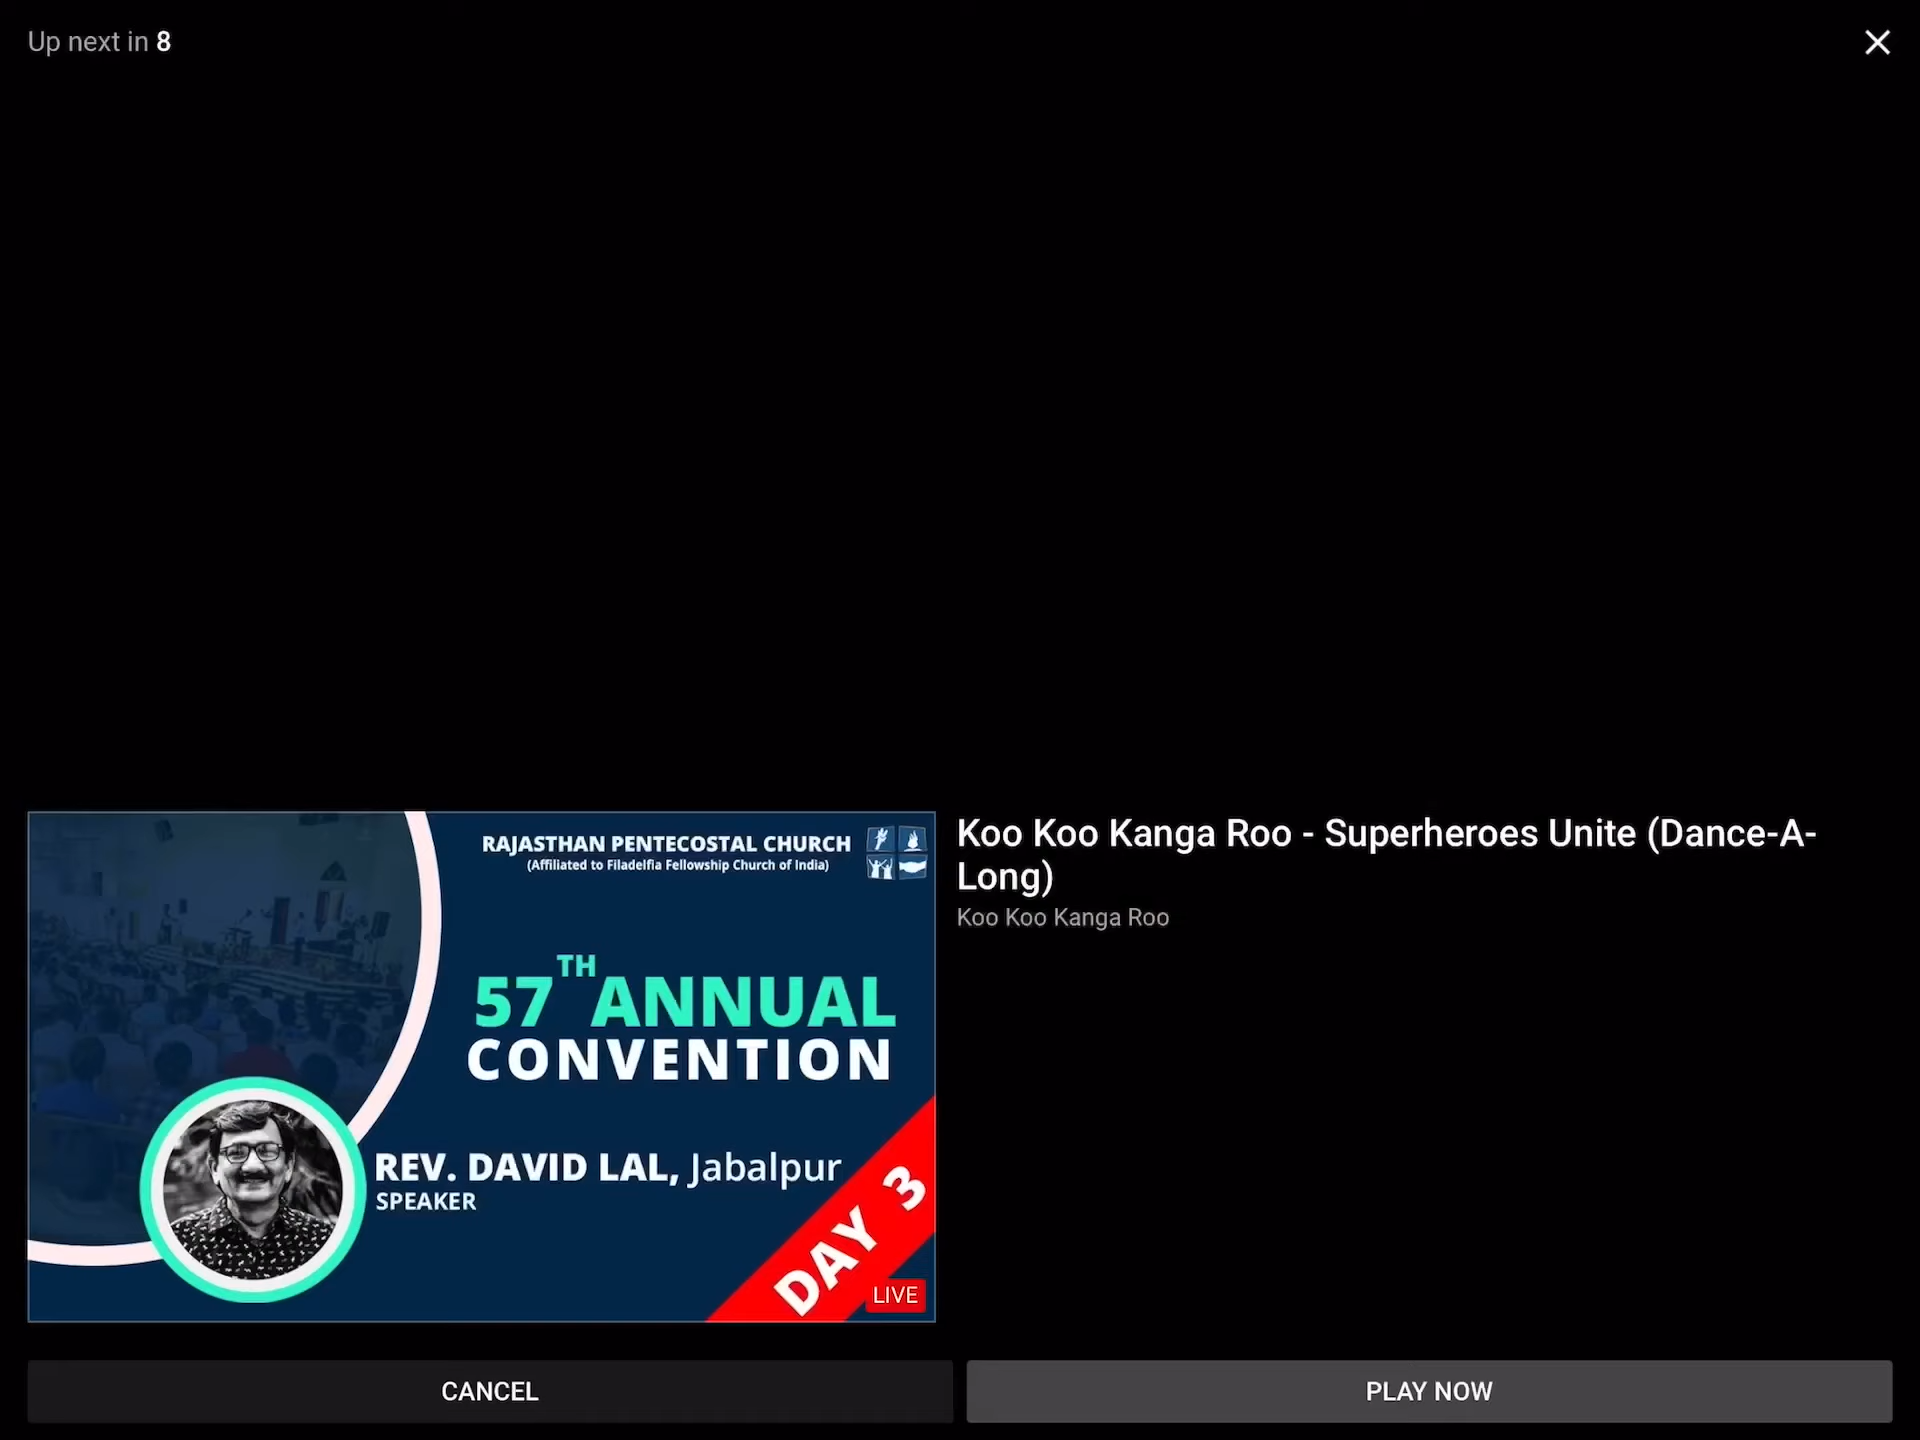 Up next in 8
RAJASTHAN PENTECOSTAL CHURCH
(Affiliated to Filadelfia Fellowship Church of India)
57TH ANNUAL
CONVENTION
REV. DAVID LAL, Jabalpur
SPEAKER
DAY 3
LIVE
Koo Koo Kanga Roo - Superheroes Unite (Dance-A-
Long)
Koo Koo Kanga Roo
CANCEL
PLAY NOW